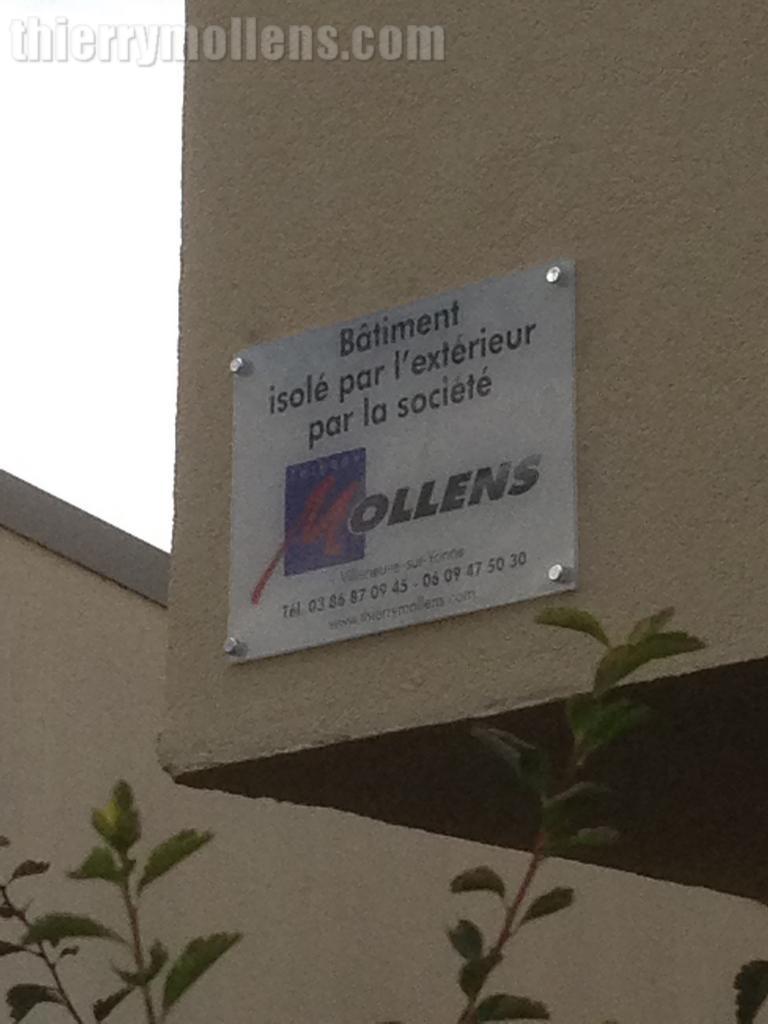 thierrymollens.com
Bâtiment
isolé par l'extérieur
par la société
THIERRY
MOLLENS
Villeneuve-sur-Yonne
Tél. 03 86 87 09 45 - 06 09 47 50 30
www.thierrymollens.com